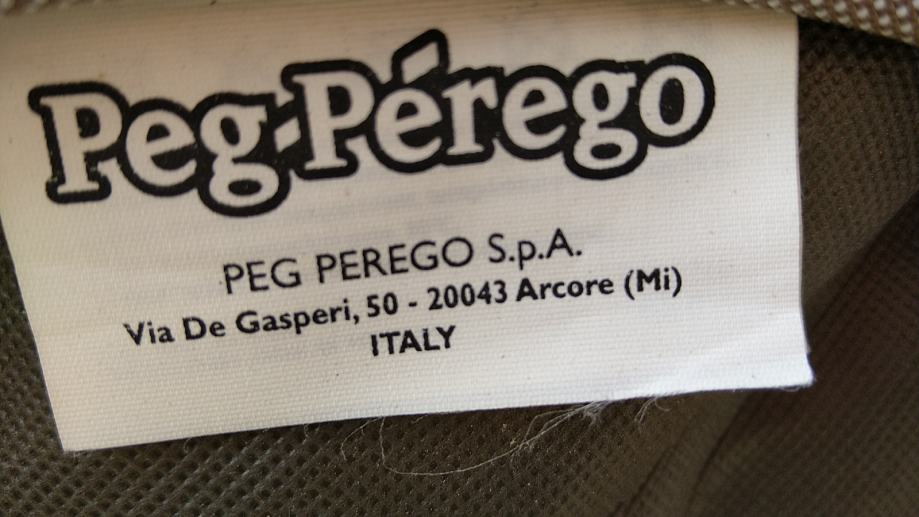 Peg-Pérego
PEG PEREGO S.p.A.
Via De Gasperi, 50 - 20043 Arcore (Mi)
ITALY